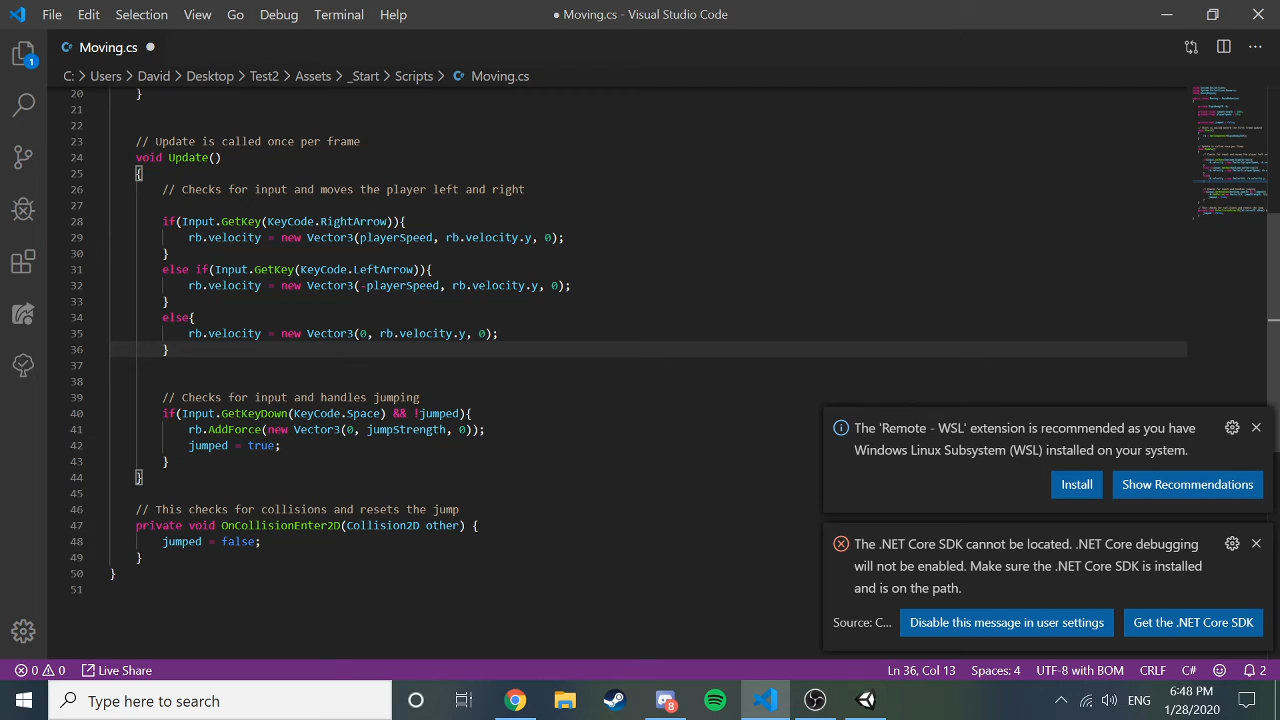 File Edit Selection View Go Debug Terminal Help
● Moving.cs - Visual Studio Code
Moving.cs
C: > Users > David > Desktop > Test2 > Assets > _Start > Scripts > Moving.cs
20 }
21
22
23 // Update is called once per frame
24 void Update()
25 {
26 // Checks for input and moves the player left and right
27
28 if(Input.GetKey(KeyCode.RightArrow)){
29 rb.velocity = new Vector3(playerSpeed, rb.velocity.y, 0);
30 }
31 else if(Input.GetKey(KeyCode.LeftArrow)){
32 rb.velocity = new Vector3(-playerSpeed, rb.velocity.y, 0);
33 }
34 else{
35 rb.velocity = new Vector3(0, rb.velocity.y, 0);
36 }
37
38
39 // Checks for input and handles jumping
40 if(Input.GetKeyDown(KeyCode.Space) && !jumped){
41 rb.AddForce(new Vector3(0, jumpStrength, 0));
42 jumped = true;
43 }
44 }
45
46 // This checks for collisions and resets the jump
47 private void OnCollisionEnter2D(Collision2D other) {
48 jumped = false;
49 }
50 }
51
1
The 'Remote - WSL' extension is recommended as you have
Windows Linux Subsystem (WSL) installed on your system.
Install Show Recommendations
The .NET Core SDK cannot be located. .NET Core debugging
will not be enabled. Make sure the .NET Core SDK is installed
and is on the path.
Source: C... Disable this message in user settings Get the .NET Core SDK
0 0 Live Share Ln 36, Col 13 Spaces: 4 UTF-8 with BOM CRLF C# 2
Type here to search 8 ENG 6:48 PM
1/28/2020